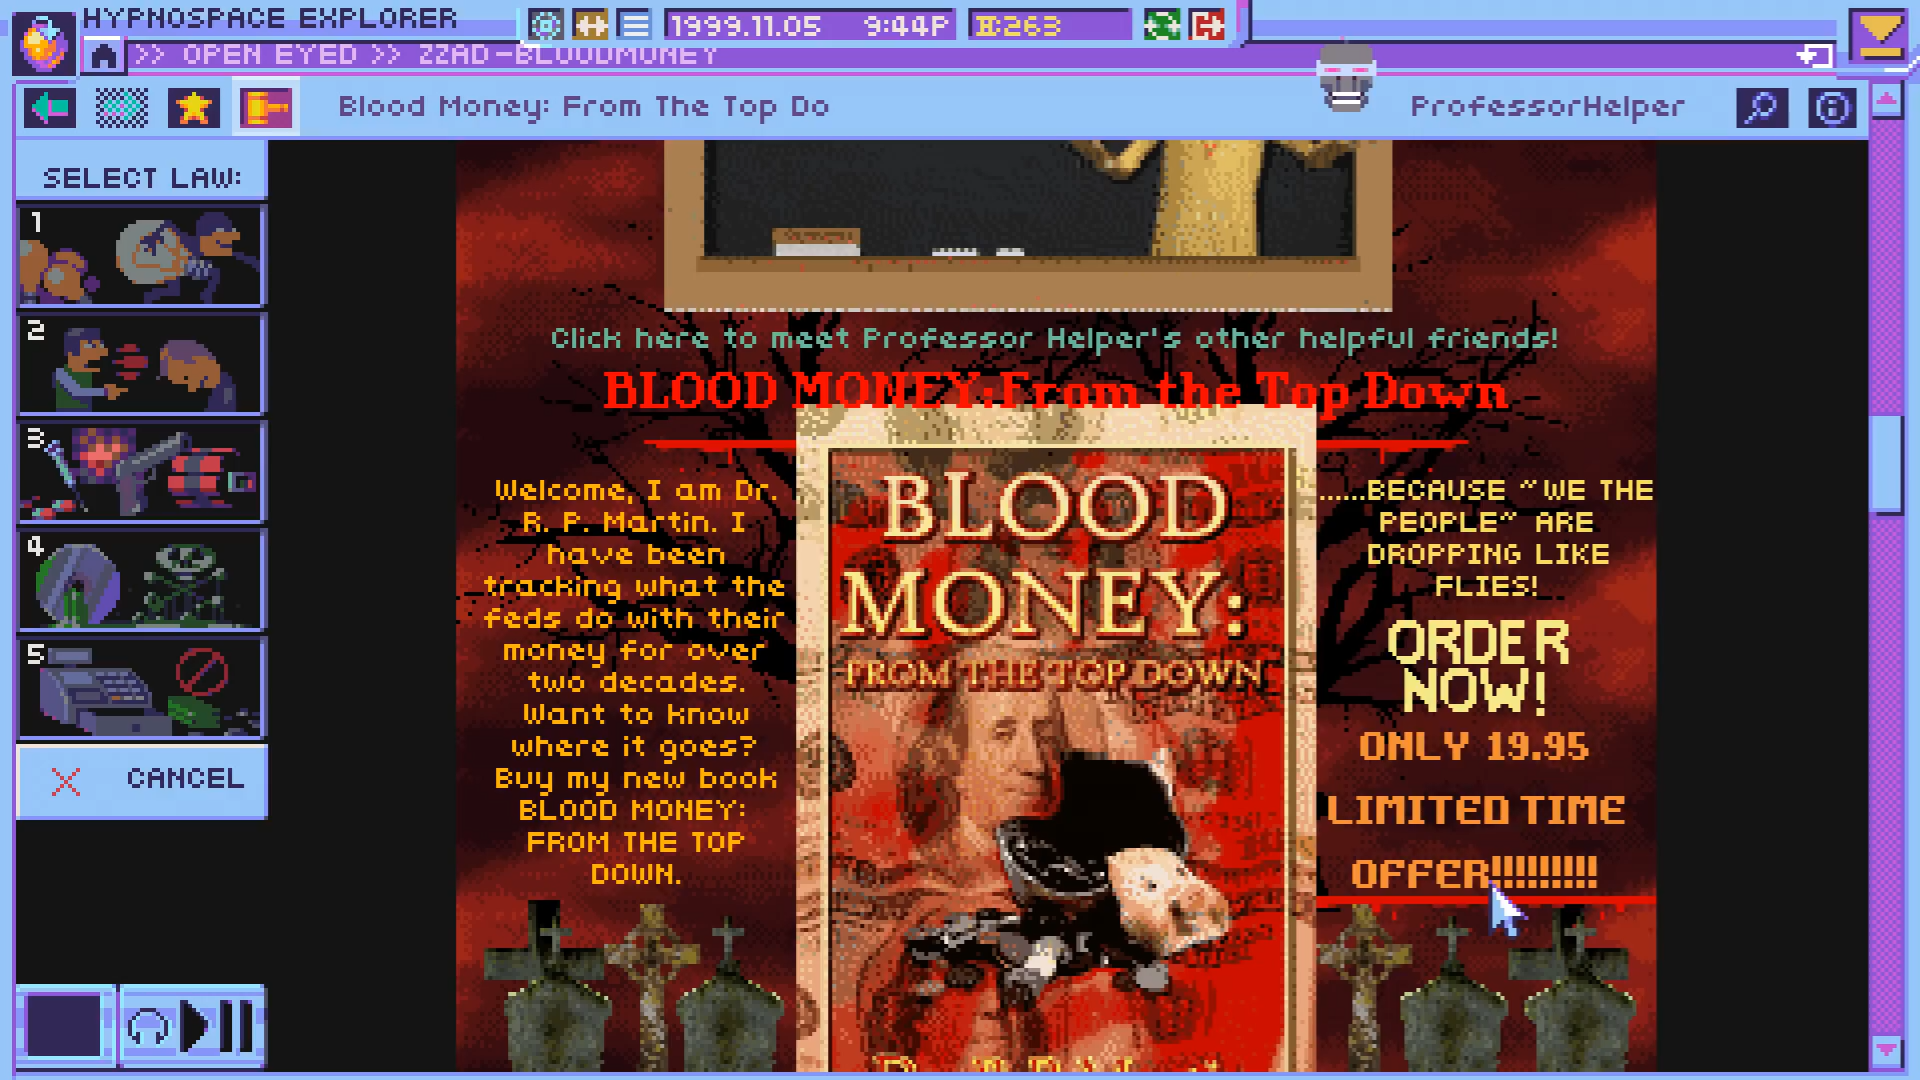 HYPNOSPACE EXPLORER
1999.11.05 9:44P
263
>> OPEN EYED >> ZZAD-BLOODMONEY
Blood Money: From The Top Do
ProfessorHelper
SELECT LAW:
1
2
3
4
5
CANCEL
Click here to meet Professor Helper's other helpful friends!
BLOOD MONEY:From the Top Down
Welcome, I am Dr.
R. P. Martin. I
have been
tracking what the
feds do with their
money for over
two decades.
Want to know
where it goes?
Buy my new book
BLOOD MONEY:
FROM THE TOP
DOWN.
BLOOD
MONEY:
FROM THE TOP DOWN
......BECAUSE "WE THE
PEOPLE" ARE
DROPPING LIKE
FLIES!
ORDER
NOW!
ONLY 19.95
LIMITED TIME
OFFER!!!!!!!!!